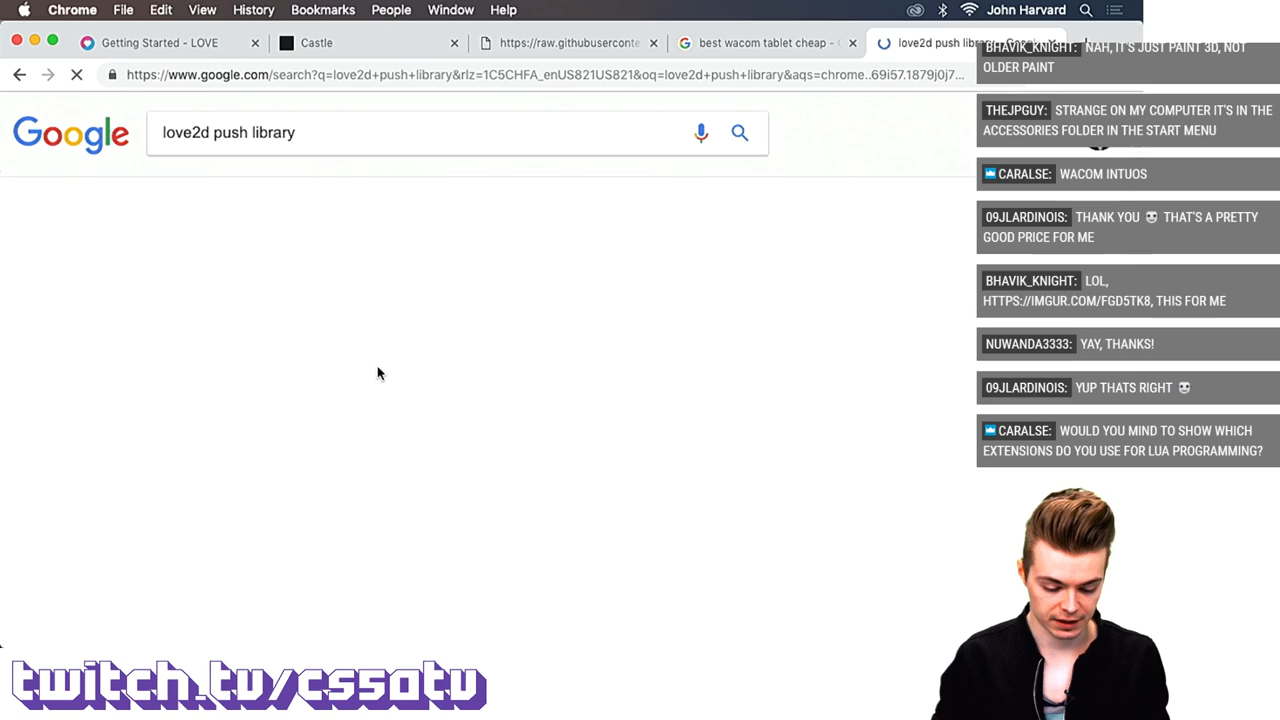 Chrome File Edit View History Bookmarks People Window Help John Harvard
Getting Started - LOVE
Castle
https://raw.githubuserconte
best wacom tablet cheap - G
love2d push library
https://www.google.com/search?q=love2d+push+library&rlz=1C5CHFA_enUS821US821&oq=love2d+push+library&aqs=chrome..69i57.1879j0j7...
Google
love2d push library
BHAVIK_KNIGHT: NAH, IT'S JUST PAINT 3D, NOT
OLDER PAINT
THEJPGUY: STRANGE ON MY COMPUTER IT'S IN THE
ACCESSORIES FOLDER IN THE START MENU
CARALSE: WACOM INTUOS
09JLARDINOIS: THANK YOU THAT'S A PRETTY
GOOD PRICE FOR ME
BHAVIK_KNIGHT: LOL,
HTTPS://IMGUR.COM/FGD5TK8, THIS FOR ME
NUWANDA3333: YAY, THANKS!
09JLARDINOIS: YUP THATS RIGHT
CARALSE: WOULD YOU MIND TO SHOW WHICH
EXTENSIONS DO YOU USE FOR LUA PROGRAMMING?
twitch.tv/cs50tv